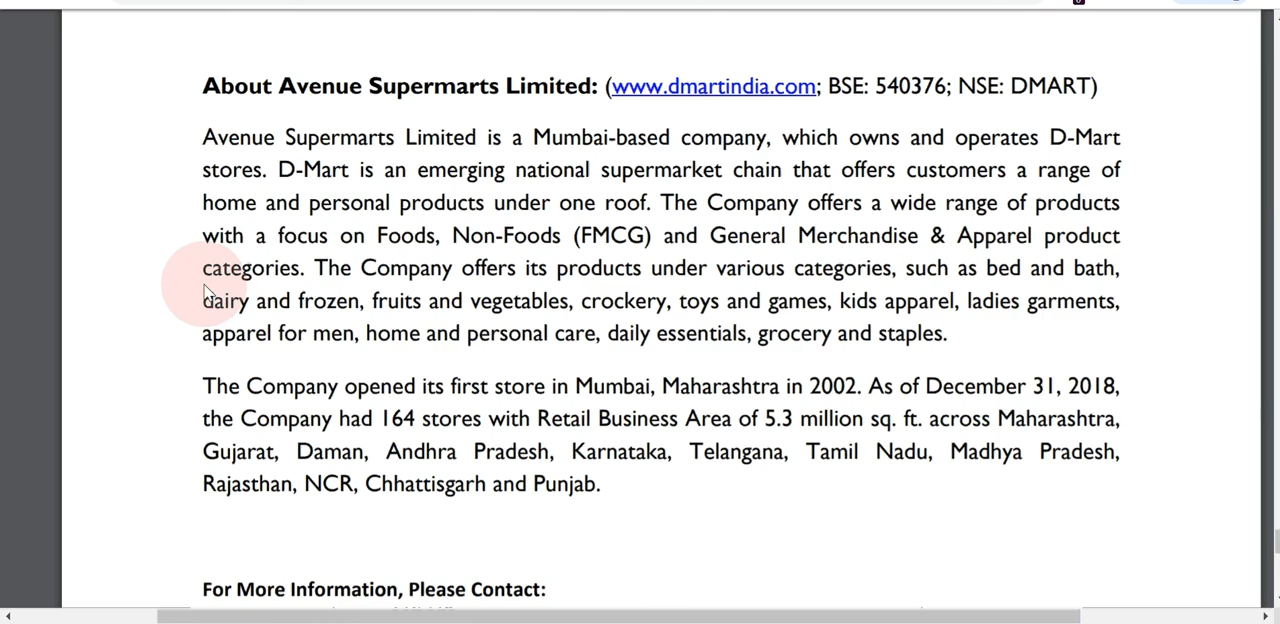 About Avenue Supermarts Limited: (www.dmartindia.com; BSE: 540376; NSE: DMART)
Avenue Supermarts Limited is a Mumbai-based company, which owns and operates D-Mart
stores. D-Mart is an emerging national supermarket chain that offers customers a range of
home and personal products under one roof. The Company offers a wide range of products
with a focus on Foods, Non-Foods (FMCG) and General Merchandise & Apparel product
categories. The Company offers its products under various categories, such as bed and bath,
dairy and frozen, fruits and vegetables, crockery, toys and games, kids apparel, ladies garments,
apparel for men, home and personal care, daily essentials, grocery and staples.
The Company opened its first store in Mumbai, Maharashtra in 2002. As of December 31, 2018,
the Company had 164 stores with Retail Business Area of 5.3 million sq. ft. across Maharashtra,
Gujarat, Daman, Andhra Pradesh, Karnataka, Telangana, Tamil Nadu, Madhya Pradesh,
Rajasthan, NCR, Chhattisgarh and Punjab.
For More Information, Please Contact: